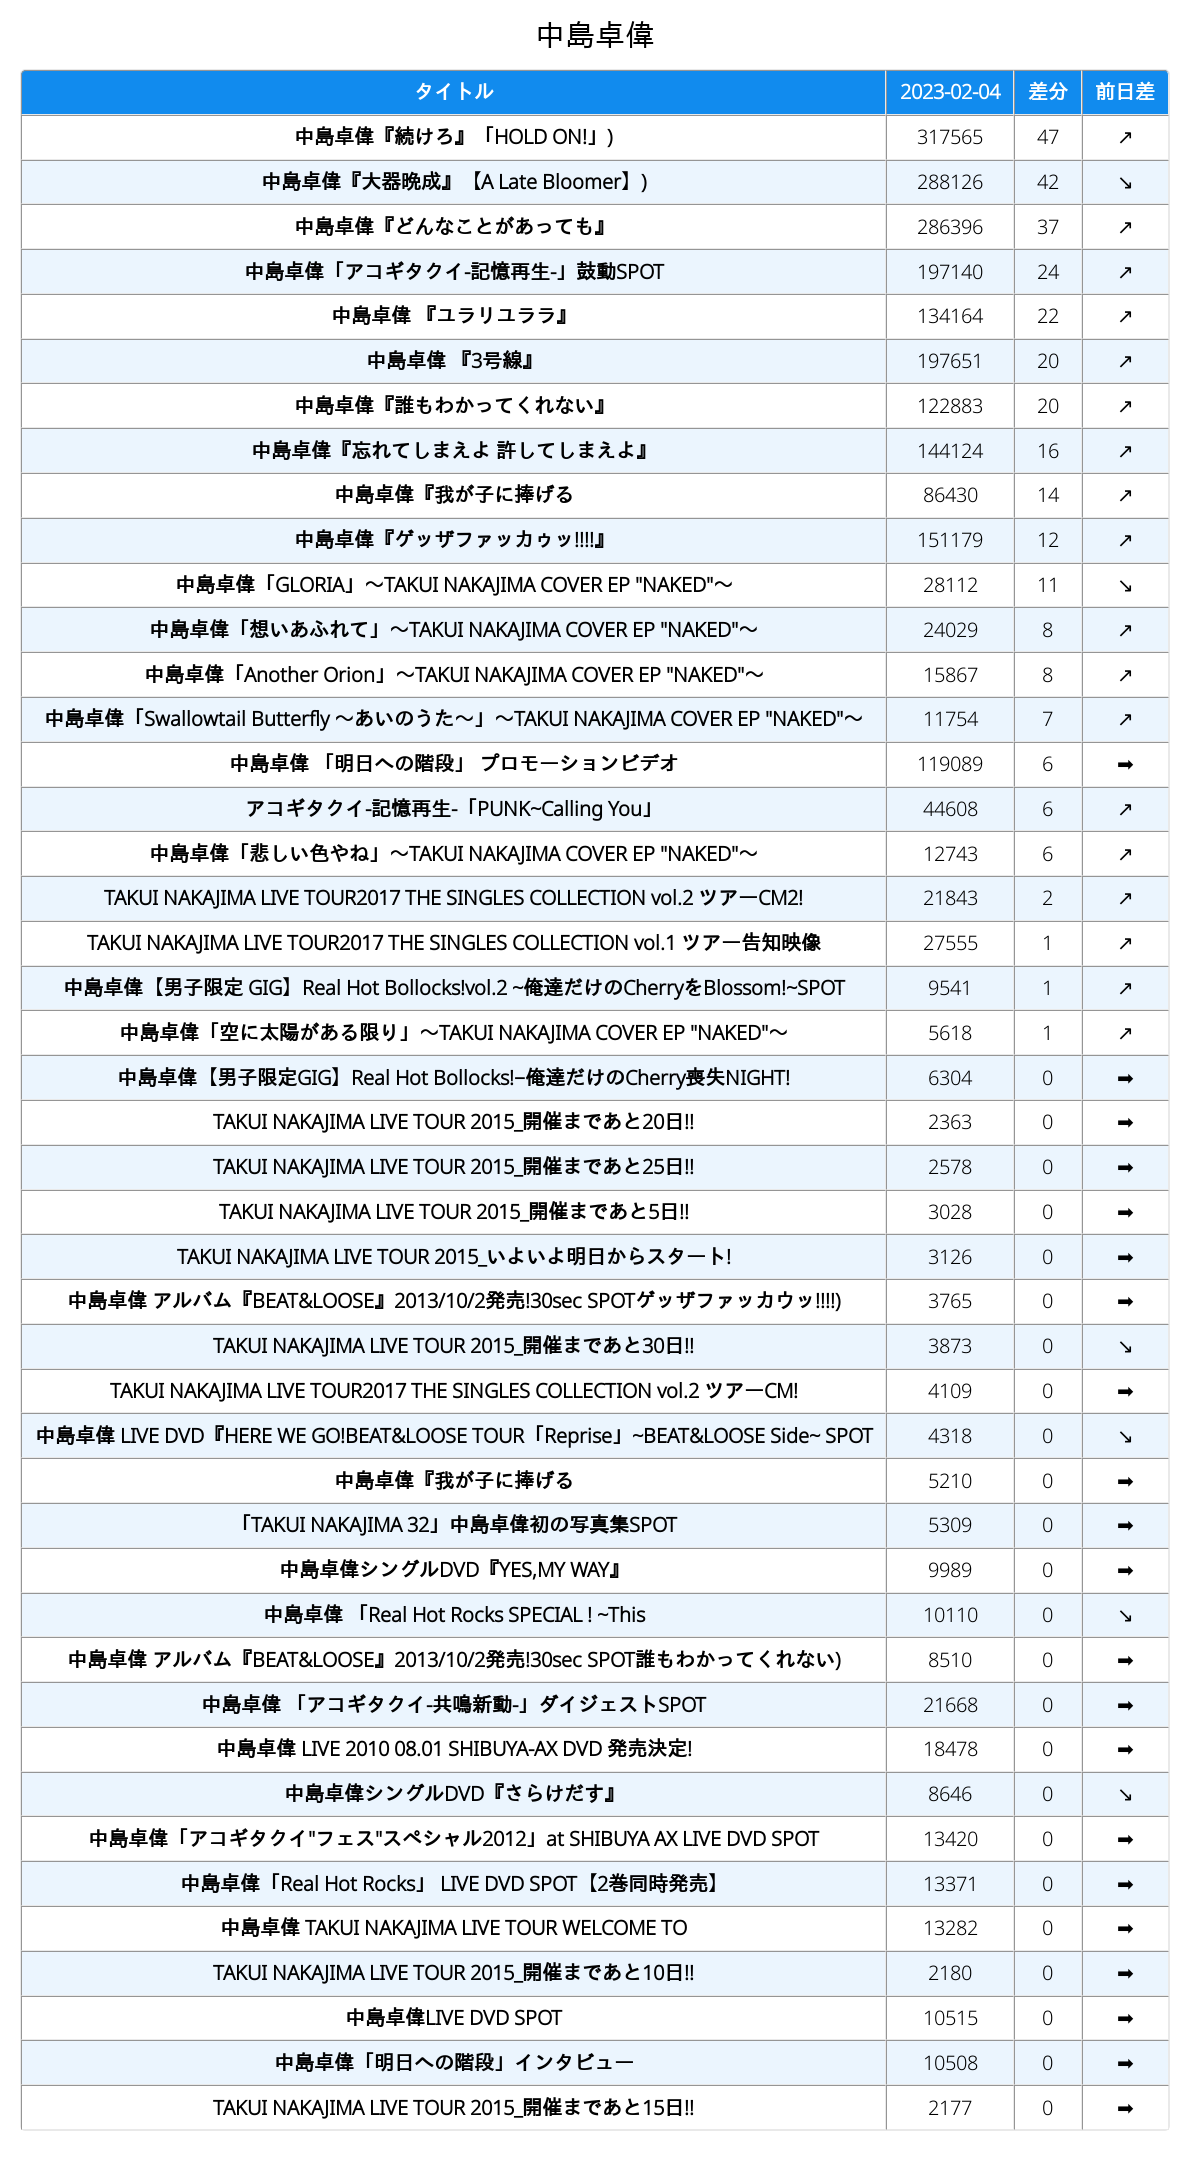 中島卓偉
タイトル 2023-02-04 差分 前日差
中島卓偉『続けろ』「HOLD ON!」) 317565 47 ↗
中島卓偉『大器晩成』【A Late Bloomer】) 288126 42 ↘
中島卓偉『どんなことがあっても』 286396 37 ↗
中島卓偉「アコギタクイ-記憶再生-」鼓動SPOT 197140 24 ↗
中島卓偉 『ユラリユララ』 134164 22 ↗
中島卓偉 『3号線』 197651 20 ↗
中島卓偉『誰もわかってくれない』 122883 20 ↗
中島卓偉『忘れてしまえよ 許してしまえよ』 144124 16 ↗
中島卓偉『我が子に捧げる 86430 14 ↗
中島卓偉『ゲッザファッカゥッ!!!!』 151179 12 ↗
中島卓偉「GLORIA」〜TAKUI NAKAJIMA COVER EP "NAKED"〜 28112 11 ↘
中島卓偉「想いあふれて」〜TAKUI NAKAJIMA COVER EP "NAKED"〜 24029 8 ↗
中島卓偉「Another Orion」〜TAKUI NAKAJIMA COVER EP "NAKED"〜 15867 8 ↗
中島卓偉「Swallowtail Butterfly 〜あいのうた〜」〜TAKUI NAKAJIMA COVER EP "NAKED"〜 11754 7 ↗
中島卓偉 「明日への階段」 プロモーションビデオ 119089 6 ➡
アコギタクイ-記憶再生-「PUNK~Calling You」 44608 6 ↗
中島卓偉「悲しい色やね」〜TAKUI NAKAJIMA COVER EP "NAKED"〜 12743 6 ↗
TAKUI NAKAJIMA LIVE TOUR2017 THE SINGLES COLLECTION vol.2 ツアーCM2! 21843 2 ↗
TAKUI NAKAJIMA LIVE TOUR2017 THE SINGLES COLLECTION vol.1 ツアー告知映像 27555 1 ↗
中島卓偉【男子限定 GIG】Real Hot Bollocks!vol.2 ~俺達だけのCherryをBlossom!~SPOT 9541 1 ↗
中島卓偉「空に太陽がある限り」〜TAKUI NAKAJIMA COVER EP "NAKED"〜 5618 1 ↗
中島卓偉【男子限定GIG】Real Hot Bollocks!−俺達だけのCherry喪失NIGHT! 6304 0 ➡
TAKUI NAKAJIMA LIVE TOUR 2015_開催まであと20日!! 2363 0 ➡
TAKUI NAKAJIMA LIVE TOUR 2015_開催まであと25日!! 2578 0 ➡
TAKUI NAKAJIMA LIVE TOUR 2015_開催まであと5日!! 3028 0 ➡
TAKUI NAKAJIMA LIVE TOUR 2015_いよいよ明日からスタート! 3126 0 ➡
中島卓偉 アルバム『BEAT&LOOSE』2013/10/2発売!30sec SPOTゲッザファッカウッ!!!!) 3765 0 ➡
TAKUI NAKAJIMA LIVE TOUR 2015_開催まであと30日!! 3873 0 ↘
TAKUI NAKAJIMA LIVE TOUR2017 THE SINGLES COLLECTION vol.2 ツアーCM! 4109 0 ➡
中島卓偉 LIVE DVD『HERE WE GO!BEAT&LOOSE TOUR「Reprise」~BEAT&LOOSE Side~ SPOT 4318 0 ↘
中島卓偉『我が子に捧げる 5210 0 ➡
「TAKUI NAKAJIMA 32」中島卓偉初の写真集SPOT 5309 0 ➡
中島卓偉シングルDVD『YES,MY WAY』 9989 0 ➡
中島卓偉 「Real Hot Rocks SPECIAL ! ~This 10110 0 ↘
中島卓偉 アルバム『BEAT&LOOSE』2013/10/2発売!30sec SPOT誰もわかってくれない) 8510 0 ➡
中島卓偉 「アコギタクイ-共鳴新動-」ダイジェストSPOT 21668 0 ➡
中島卓偉 LIVE 2010 08.01 SHIBUYA-AX DVD 発売決定! 18478 0 ➡
中島卓偉シングルDVD『さらけだす』 8646 0 ↘
中島卓偉「アコギタクイ"フェス"スペシャル2012」at SHIBUYA AX LIVE DVD SPOT 13420 0 ➡
中島卓偉「Real Hot Rocks」 LIVE DVD SPOT【2巻同時発売】 13371 0 ➡
中島卓偉 TAKUI NAKAJIMA LIVE TOUR WELCOME TO 13282 0 ➡
TAKUI NAKAJIMA LIVE TOUR 2015_開催まであと10日!! 2180 0 ➡
中島卓偉LIVE DVD SPOT 10515 0 ➡
中島卓偉「明日への階段」インタビュー 10508 0 ➡
TAKUI NAKAJIMA LIVE TOUR 2015_開催まであと15日!! 2177 0 ➡